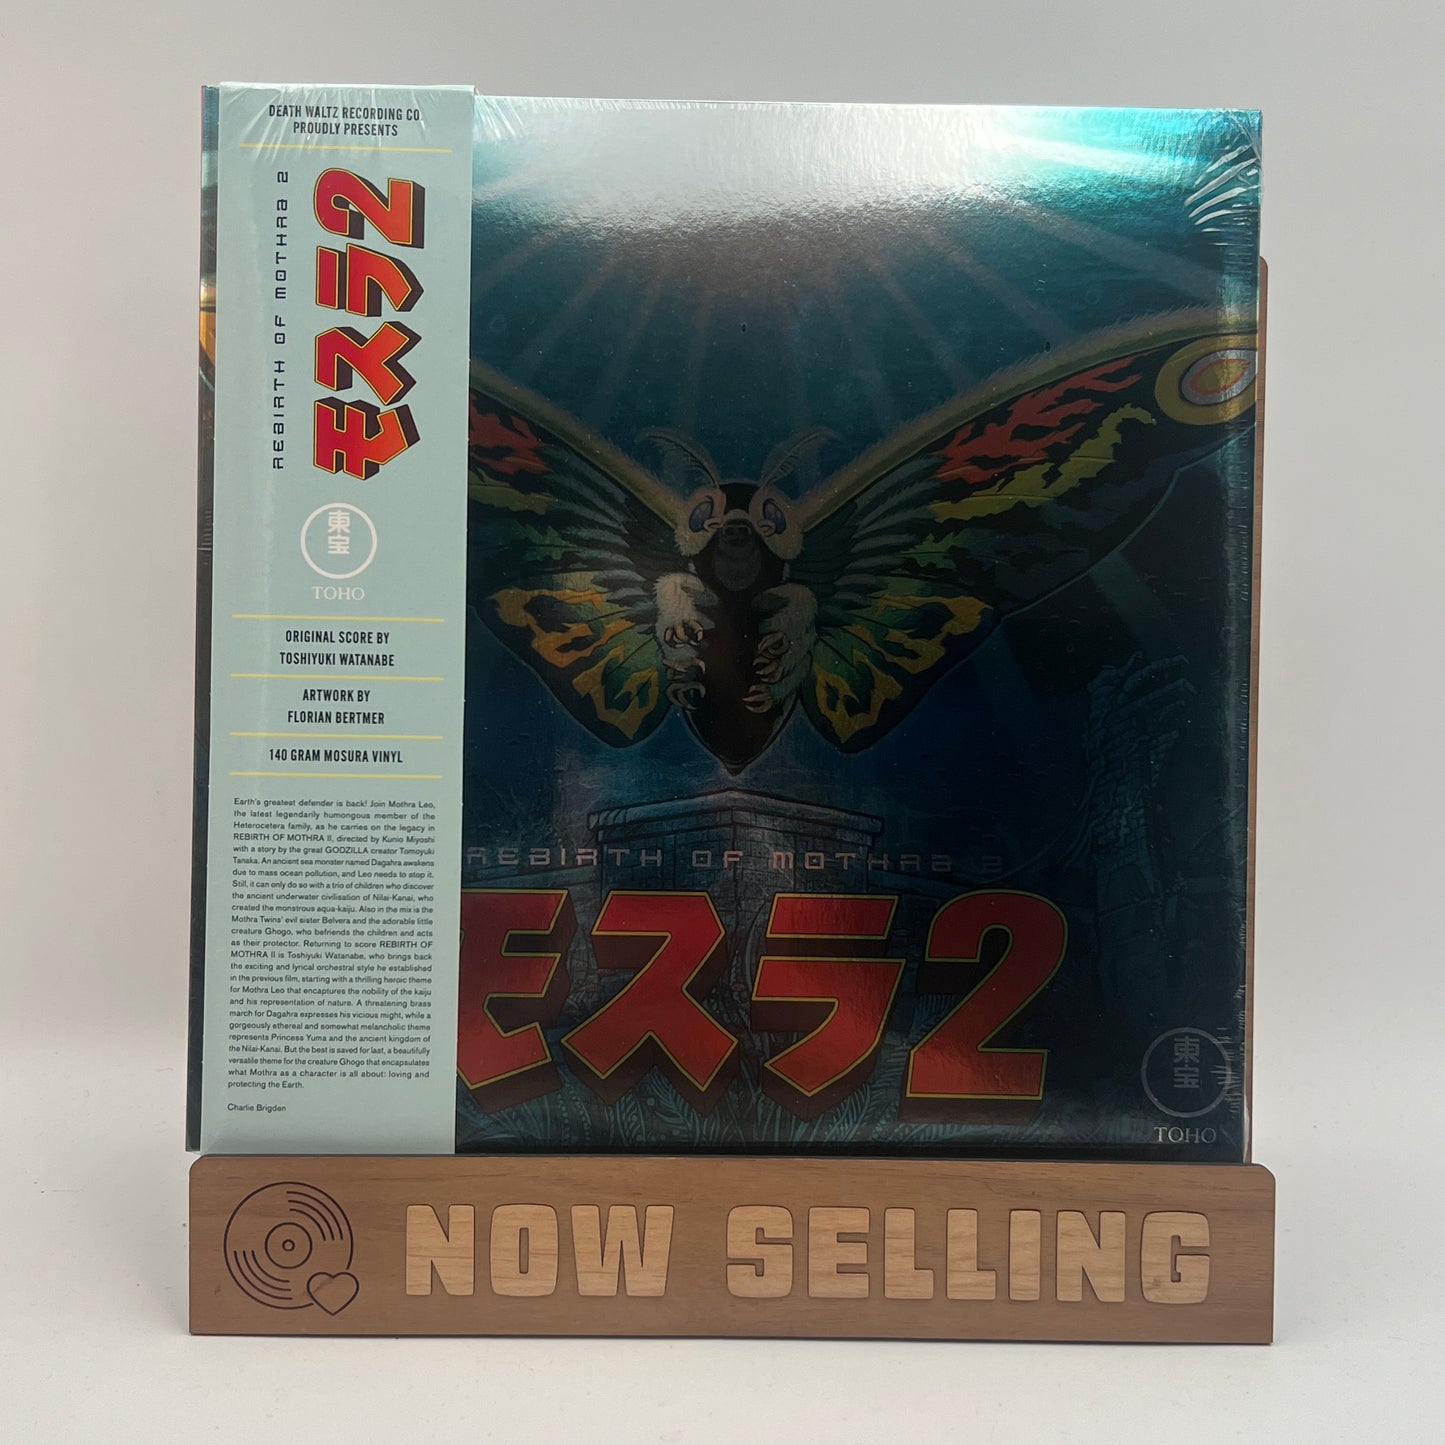 DEATH WALTZ RECORDING CO.
PROUDLY PRESENTS
REBIRTH OF MOTHRA 2
モスラ2
東宝
TOHO
ORIGINAL SCORE BY
TOSHIYUKI WATANABE
ARTWORK BY
FLORIAN BERTMER
140 GRAM MOSURA VINYL
Earth's greatest defender is back! Join Mothra Leo,
the latest legendarily humongous member of the
Heterocetera family, as he carries on the legacy in
REBIRTH OF MOTHRA II, directed by Kunio Miyoshi
with a story by the great GODZILLA creator Tomoyuki
Tanaka. An ancient sea monster named Dagahra awakens
due to mass ocean pollution, and Leo needs to stop it.
Still, it can only do so with a trio of children who discover
the ancient underwater civilisation of Nilai-Kanai, who
created the monstrous aqua-kaiju. Also in the mix is the
Mothra Twins' evil sister Belvera and the adorable little
creature Ghogo, who befriends the children and acts
as their protector. Returning to score REBIRTH OF
MOTHRA II is Toshiyuki Watanabe, who brings back
the exciting and lyrical orchestral style he established
in the previous film, starting with a thrilling heroic theme
for Mothra Leo that encaptures the nobility of the kaiju
and his representation of nature. A threatening brass
march for Dagahra expresses his vicious might, while a
gorgeously ethereal and somewhat melancholic theme
represents Princess Yuma and the ancient kingdom of
the Nilai-Kanai. But the best is saved for last, a beautifully
versatile theme for the creature Ghogo that encapsulates
what Mothra as a character is all about: loving and
protecting the Earth.
Charlie Brigden
REBIRTH OF MOTHRA 2
モスラ2
東宝
TOHO
NOW SELLING